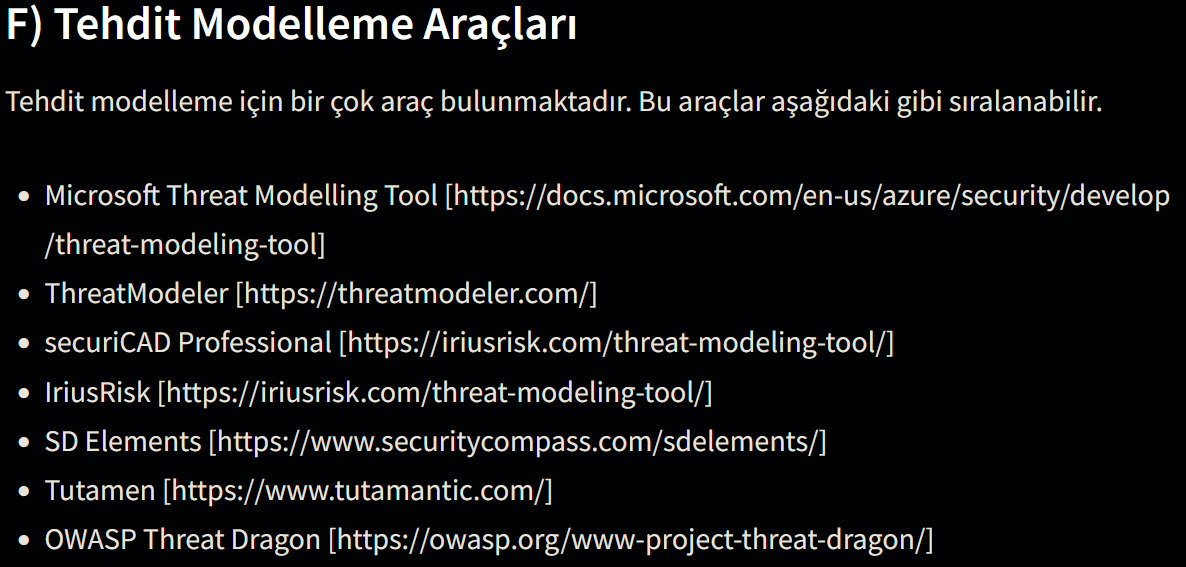 F) Tehdit Modelleme Araçları
Tehdit modelleme için bir çok araç bulunmaktadır. Bu araçlar aşağıdaki gibi sıralanabilir.
• Microsoft Threat Modelling Tool [https://docs.microsoft.com/en-us/azure/security/develop
/threat-modeling-tool]
• ThreatModeler [https://threatmodeler.com/]
• securiCAD Professional [https://iriusrisk.com/threat-modeling-tool/]
• IriusRisk [https://iriusrisk.com/threat-modeling-tool/]
• SD Elements [https://www.securitycompass.com/sdelements/]
• Tutamen [https://www.tutamantic.com/]
• OWASP Threat Dragon [https://owasp.org/www-project-threat-dragon/]